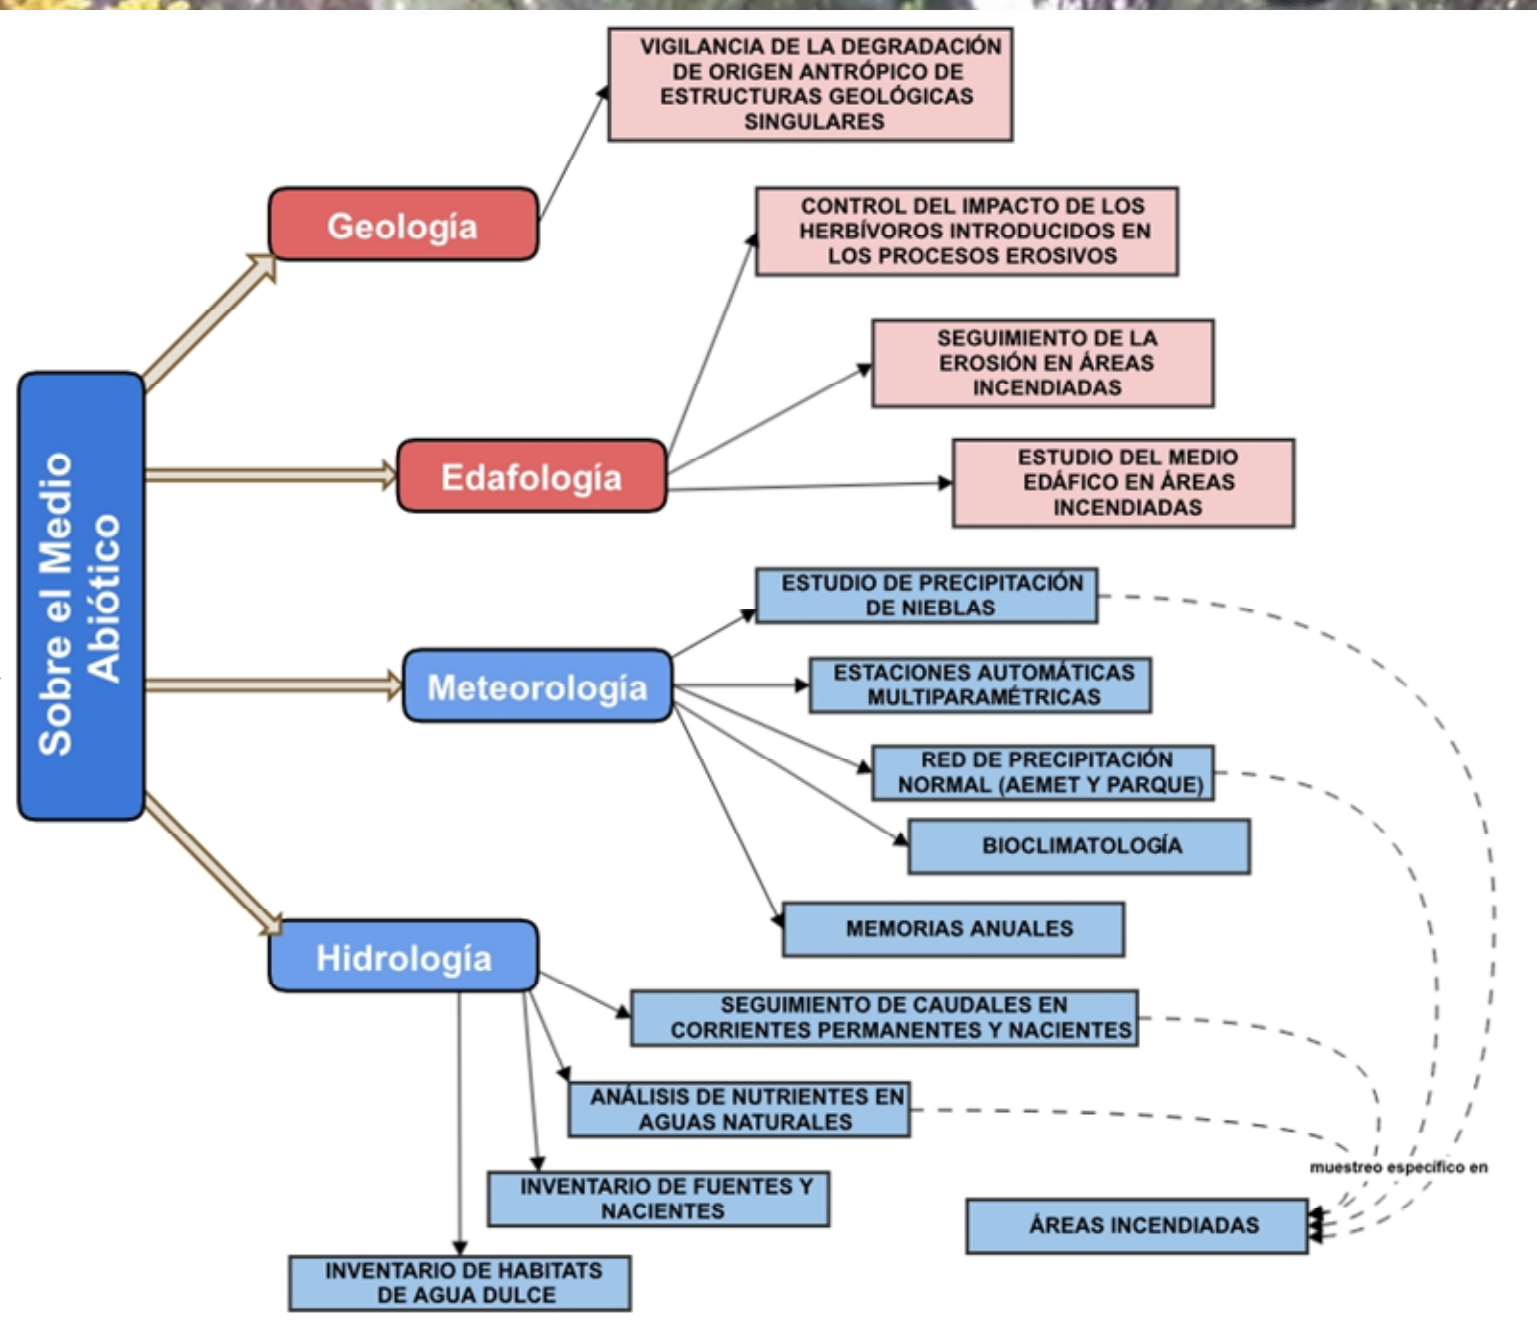 VIGILANCIA DE LA DEGRADACIÓN
DE ORIGEN ANTRÓPICO DE
ESTRUCTURAS GEOLÓGICAS
SINGULARES
Geología
CONTROL DEL IMPACTO DE LOS
HERBÍVOROS INTRODUCIDOS EN
LOS PROCESOS EROSIVOS
SEGUIMIENTO DE LA
EROSIÓN EN ÁREAS
INCENDIADAS
Edafología
ESTUDIO DEL MEDIO
EDÁFICO EN ÁREAS
INCENDIADAS
Sobre el Medio
Abiótico
ESTUDIO DE PRECIPITACIÓN
DE NIEBLAS
Meteorología
ESTACIONES AUTOMÁTICAS
MULTIPARAMÉTRICAS
RED DE PRECIPITACIÓN
NORMAL (AEMET Y PARQUE)
BIOCLIMATOLOGÍA
MEMORIAS ANUALES
Hidrología
SEGUIMIENTO DE CAUDALES EN
CORRIENTES PERMANENTES Y NACIENTES
ANÁLISIS DE NUTRIENTES EN
AGUAS NATURALES
muestreo específico en
INVENTARIO DE FUENTES Y
NACIENTES
ÁREAS INCENDIADAS
INVENTARIO DE HABITATS
DE AGUA DULCE